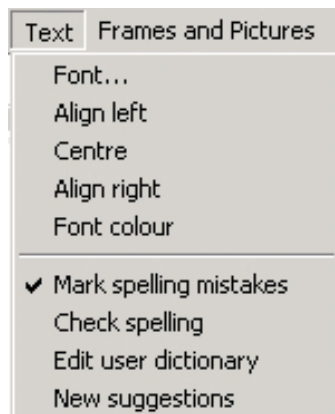 Text Frames and Pictures
Font...
Align left
Centre
Align right
Font colour
Mark spelling mistakes
Check spelling
Edit user dictionary
New suggestions